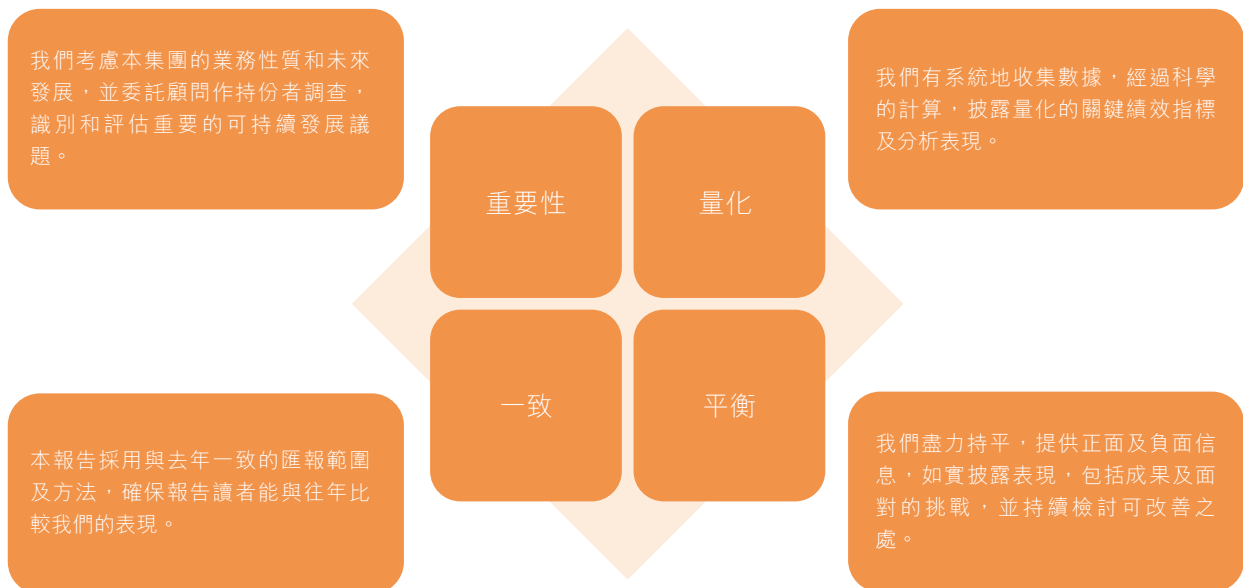 我們考慮本集團的業務性質和未來
發展，並委託顧問作持份者調查，
識別和評估重要的可持續發展議
題。
我們有系統地收集數據，經過科學
的計算，披露量化的關鍵績效指標
及分析表現。
重要性
量化
一致
平衡
本報告採用與去年一致的匯報範圍
及方法，確保報告讀者能與往年比
較我們的表現。
我們盡力持平，提供正面及負面信
息，如實披露表現，包括成果及面
對的挑戰，並持續檢討可改善之
處。